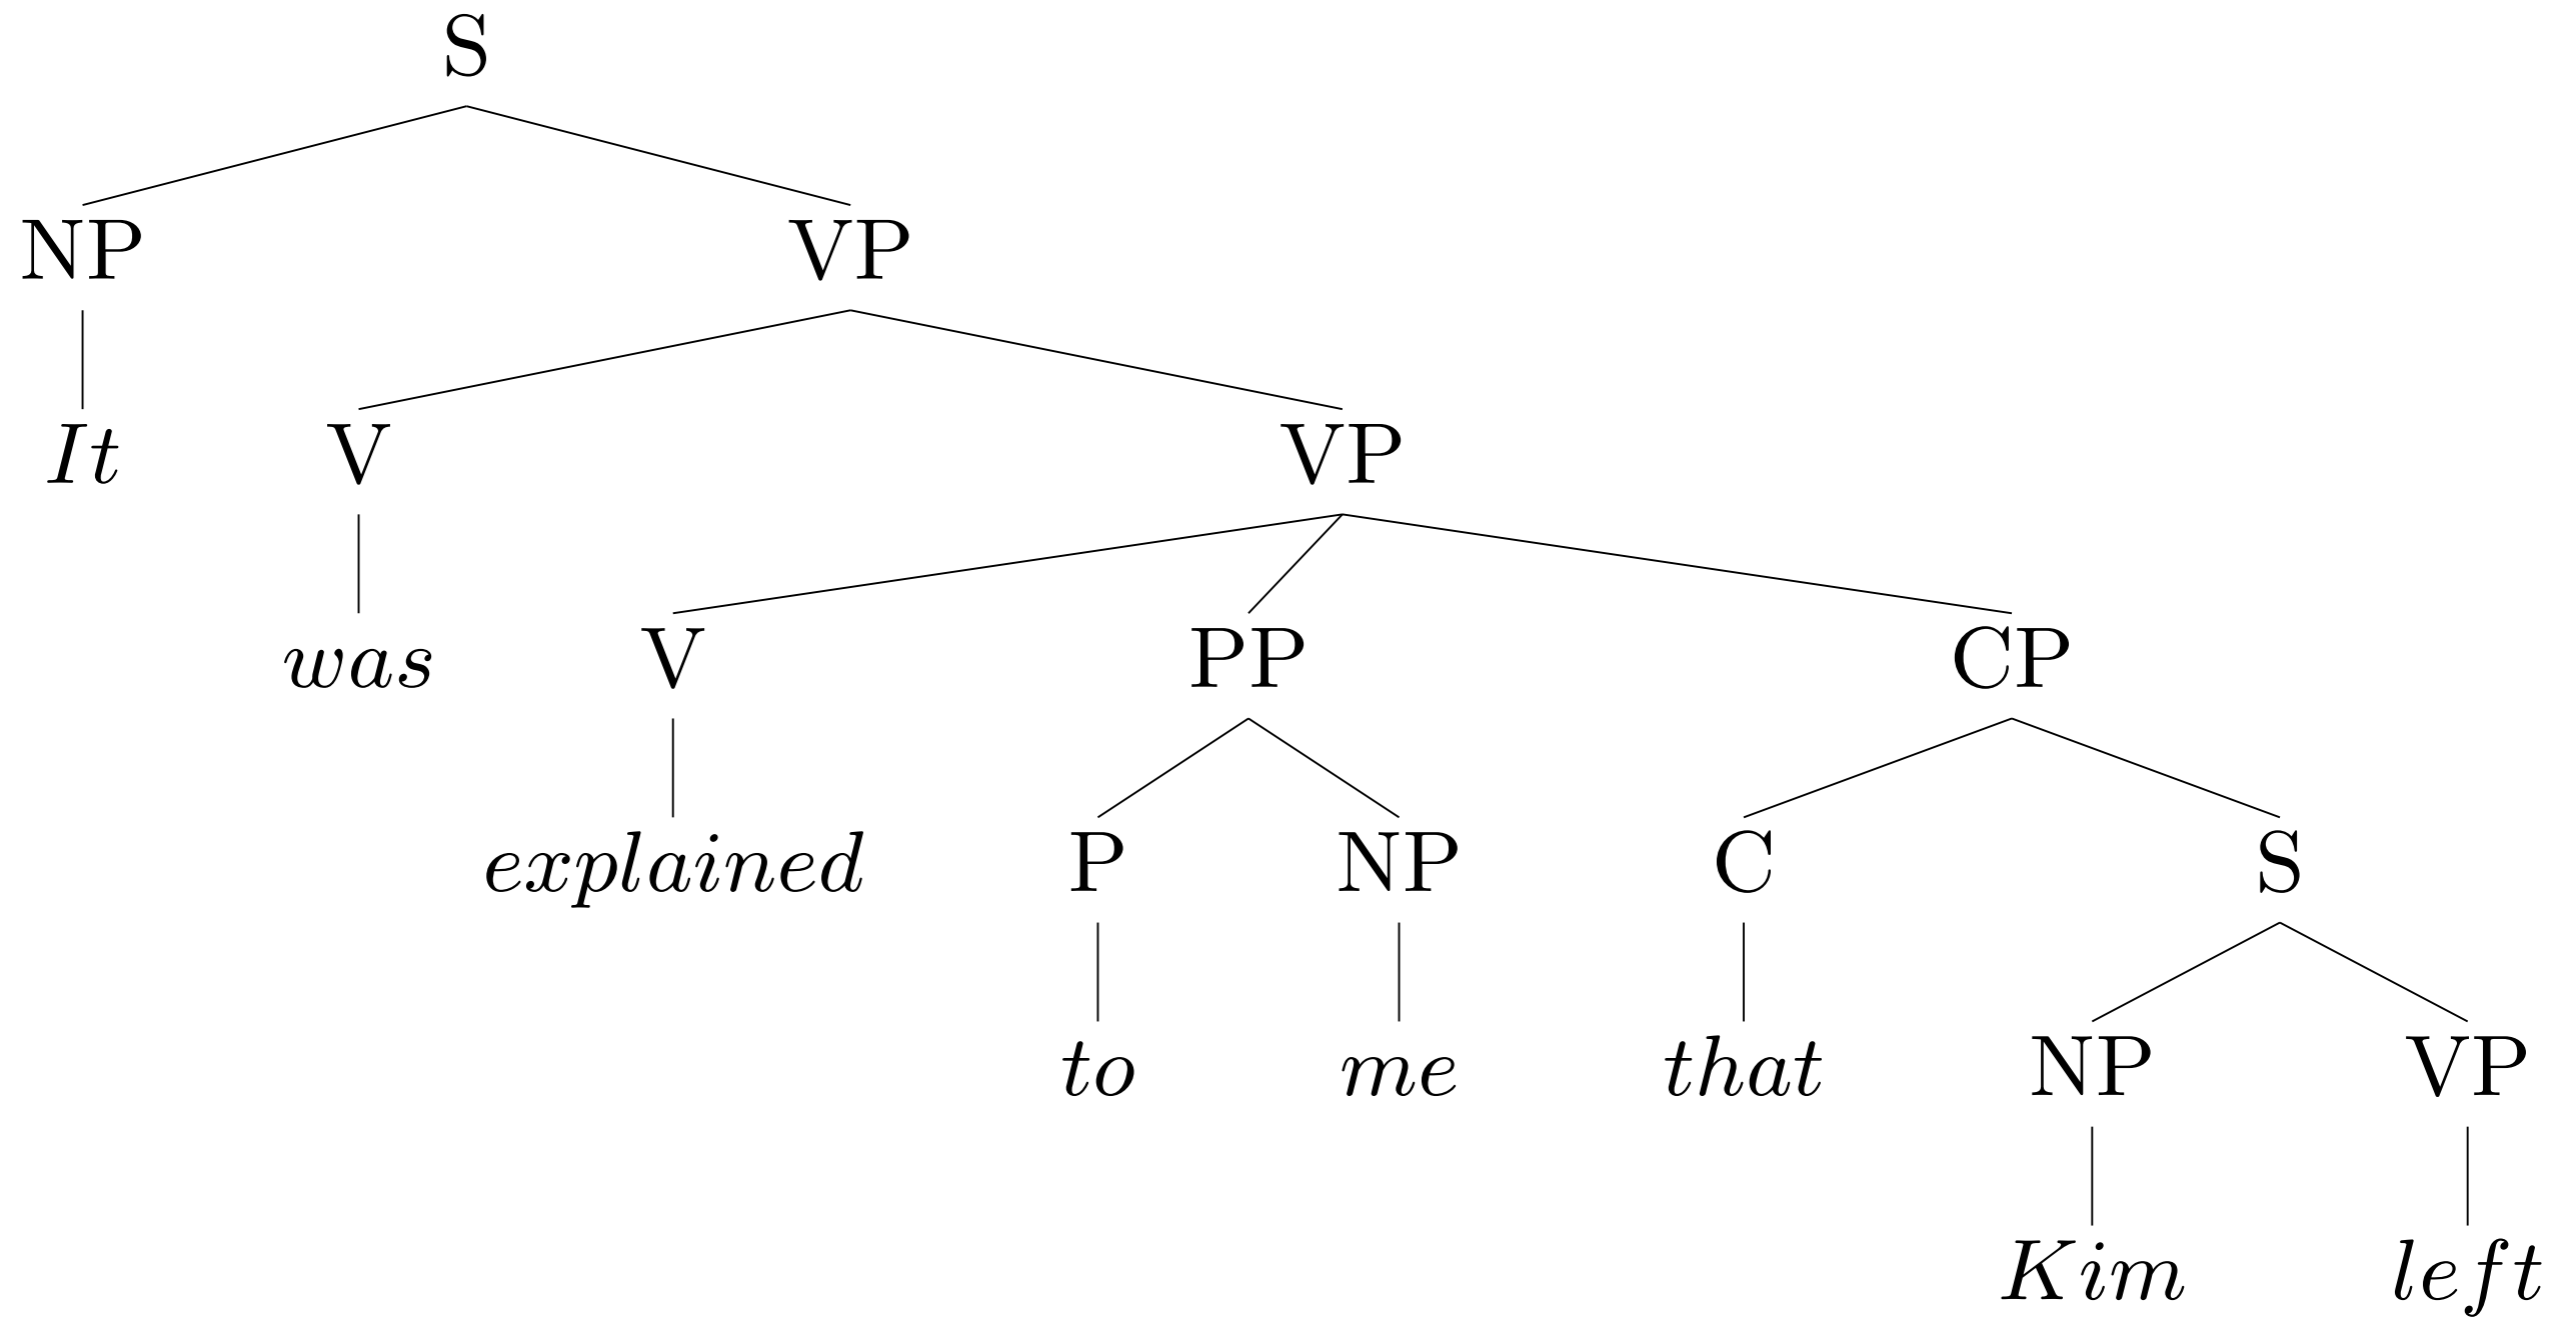 S
NP VP
It V VP
was V PP CP
explained P NP C S
to me that NP VP
Kim left